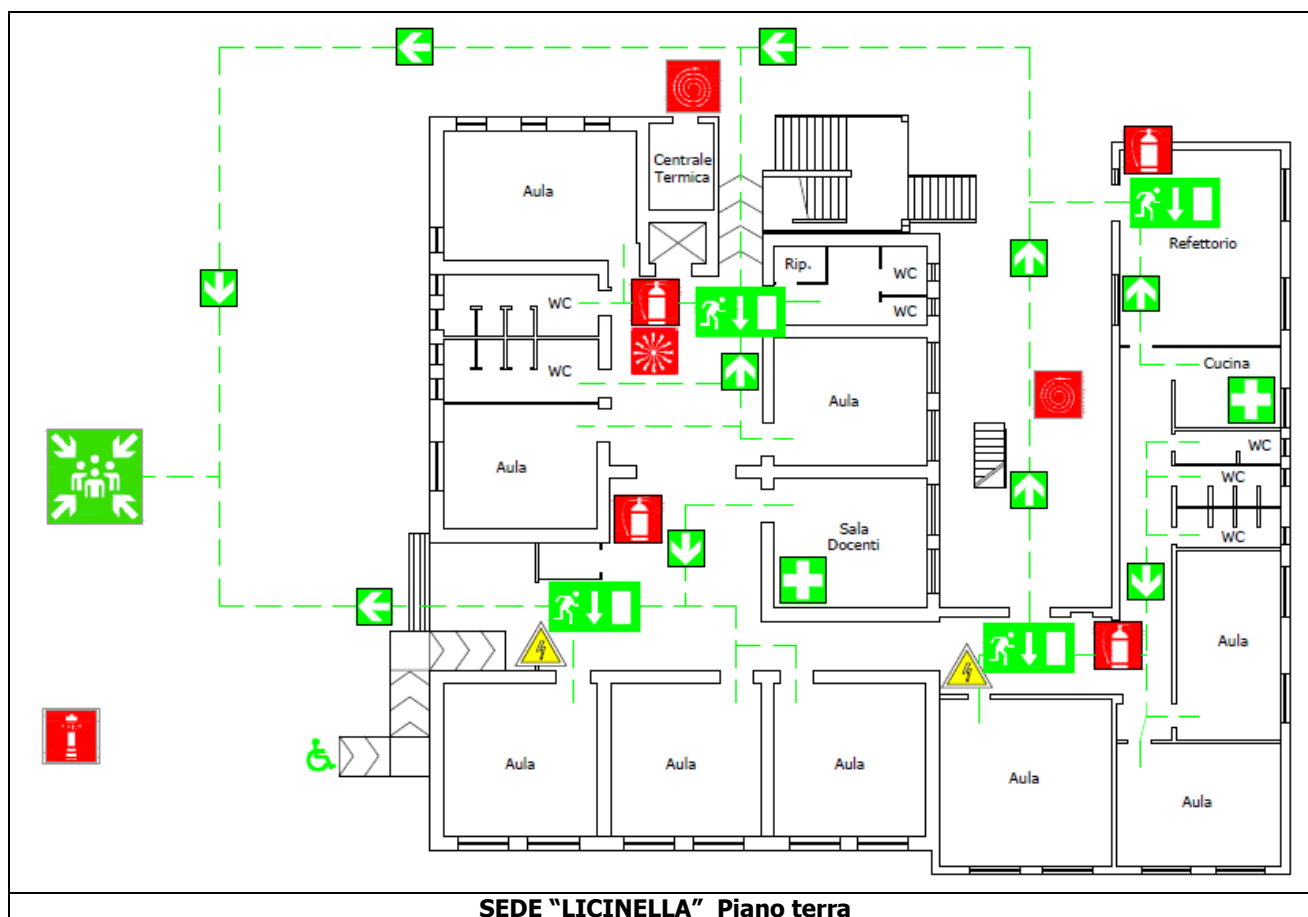 Centrale
Termica
Aula
Refettorio
Rip.
WC
WC
WC
WC
Cucina
Aula
WC
Aula
WC
Sala
Docenti
WC
Aula
Aula
Aula
Aula
Aula
Aula
SEDE “LICINELLA” Piano terra